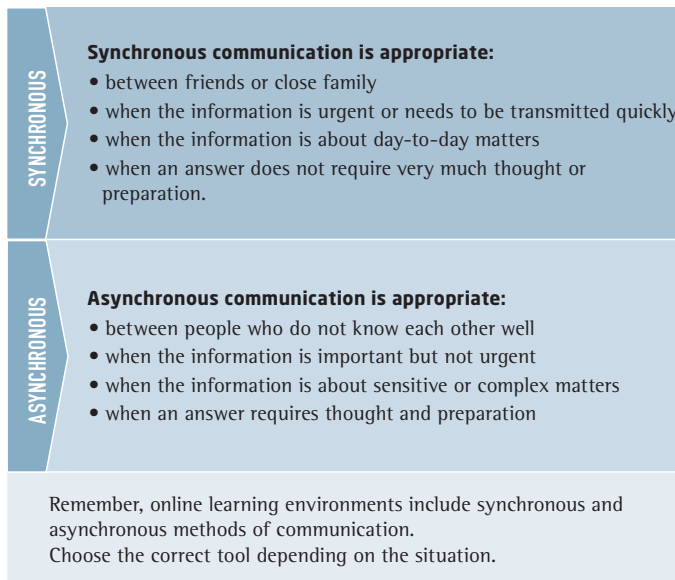 SYNCHRONOUS
Synchronous communication is appropriate:
• between friends or close family
• when the information is urgent or needs to be transmitted quickly
• when the information is about day-to-day matters
• when an answer does not require very much thought or
preparation.
ASYNCHRONOUS
Asynchronous communication is appropriate:
• between people who do not know each other well
• when the information is important but not urgent
• when the information is about sensitive or complex matters
• when an answer requires thought and preparation
Remember, online learning environments include synchronous and
asynchronous methods of communication.
Choose the correct tool depending on the situation.